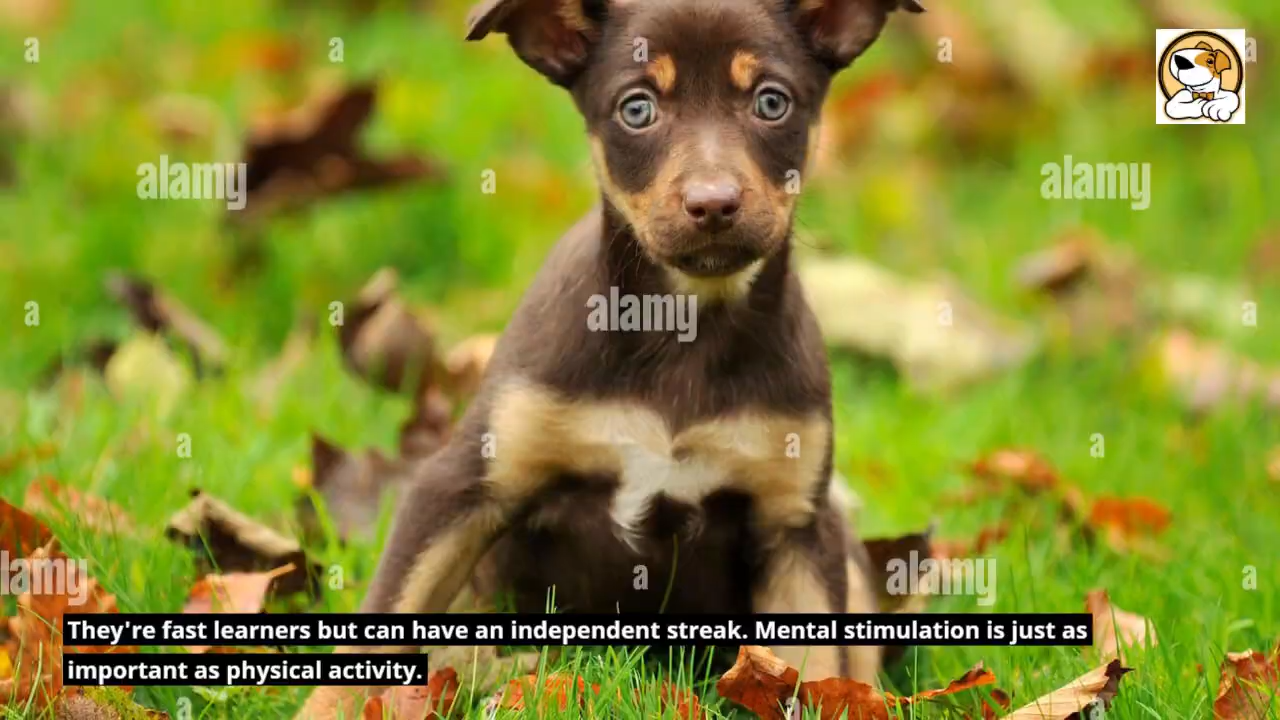 a a a a
alamy a a alamy
a a alamy a a
a a a a
alamy a a alamy a
They're fast learners but can have an independent streak. Mental stimulation is just as
important as physical activity.
a